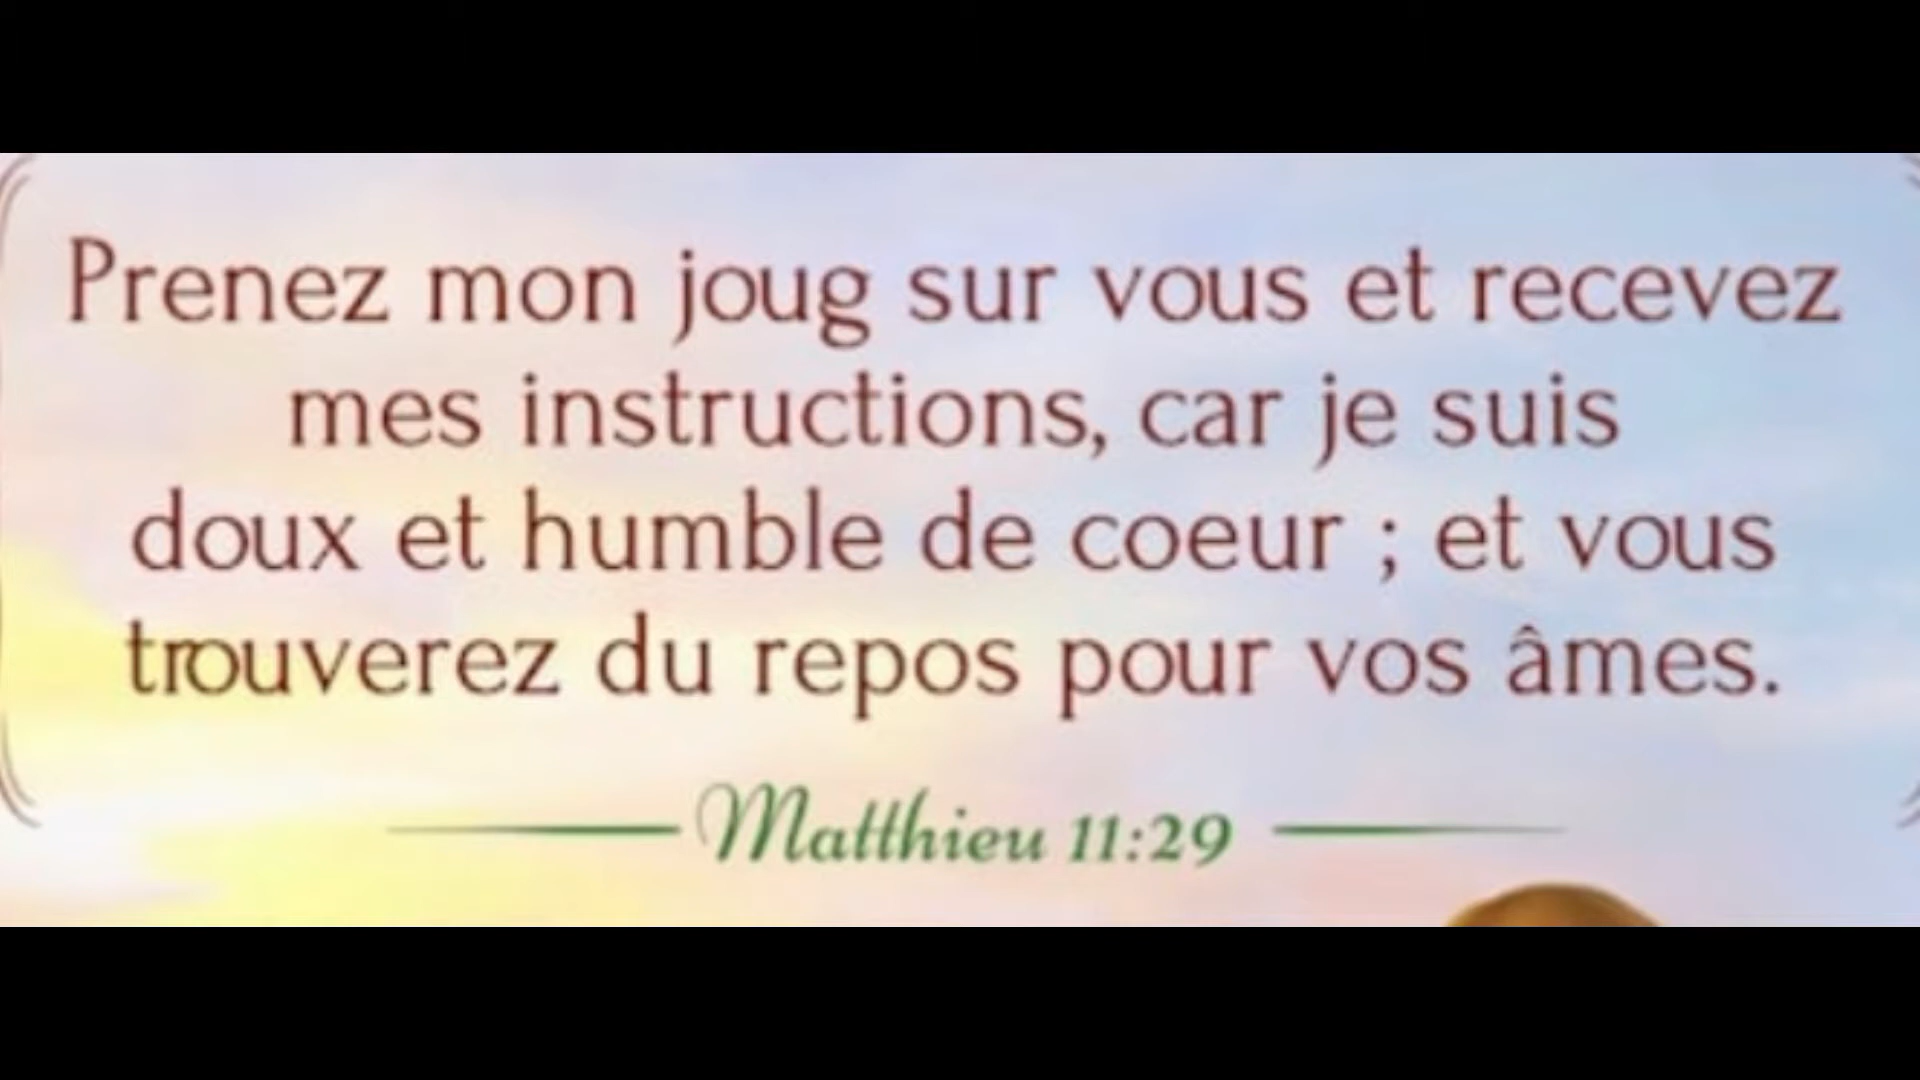 Prenez mon joug sur vous et recevez
mes instructions, car je suis
doux et humble de coeur ; et vous
trouverez du repos pour vos âmes.
Matthieu 11:29